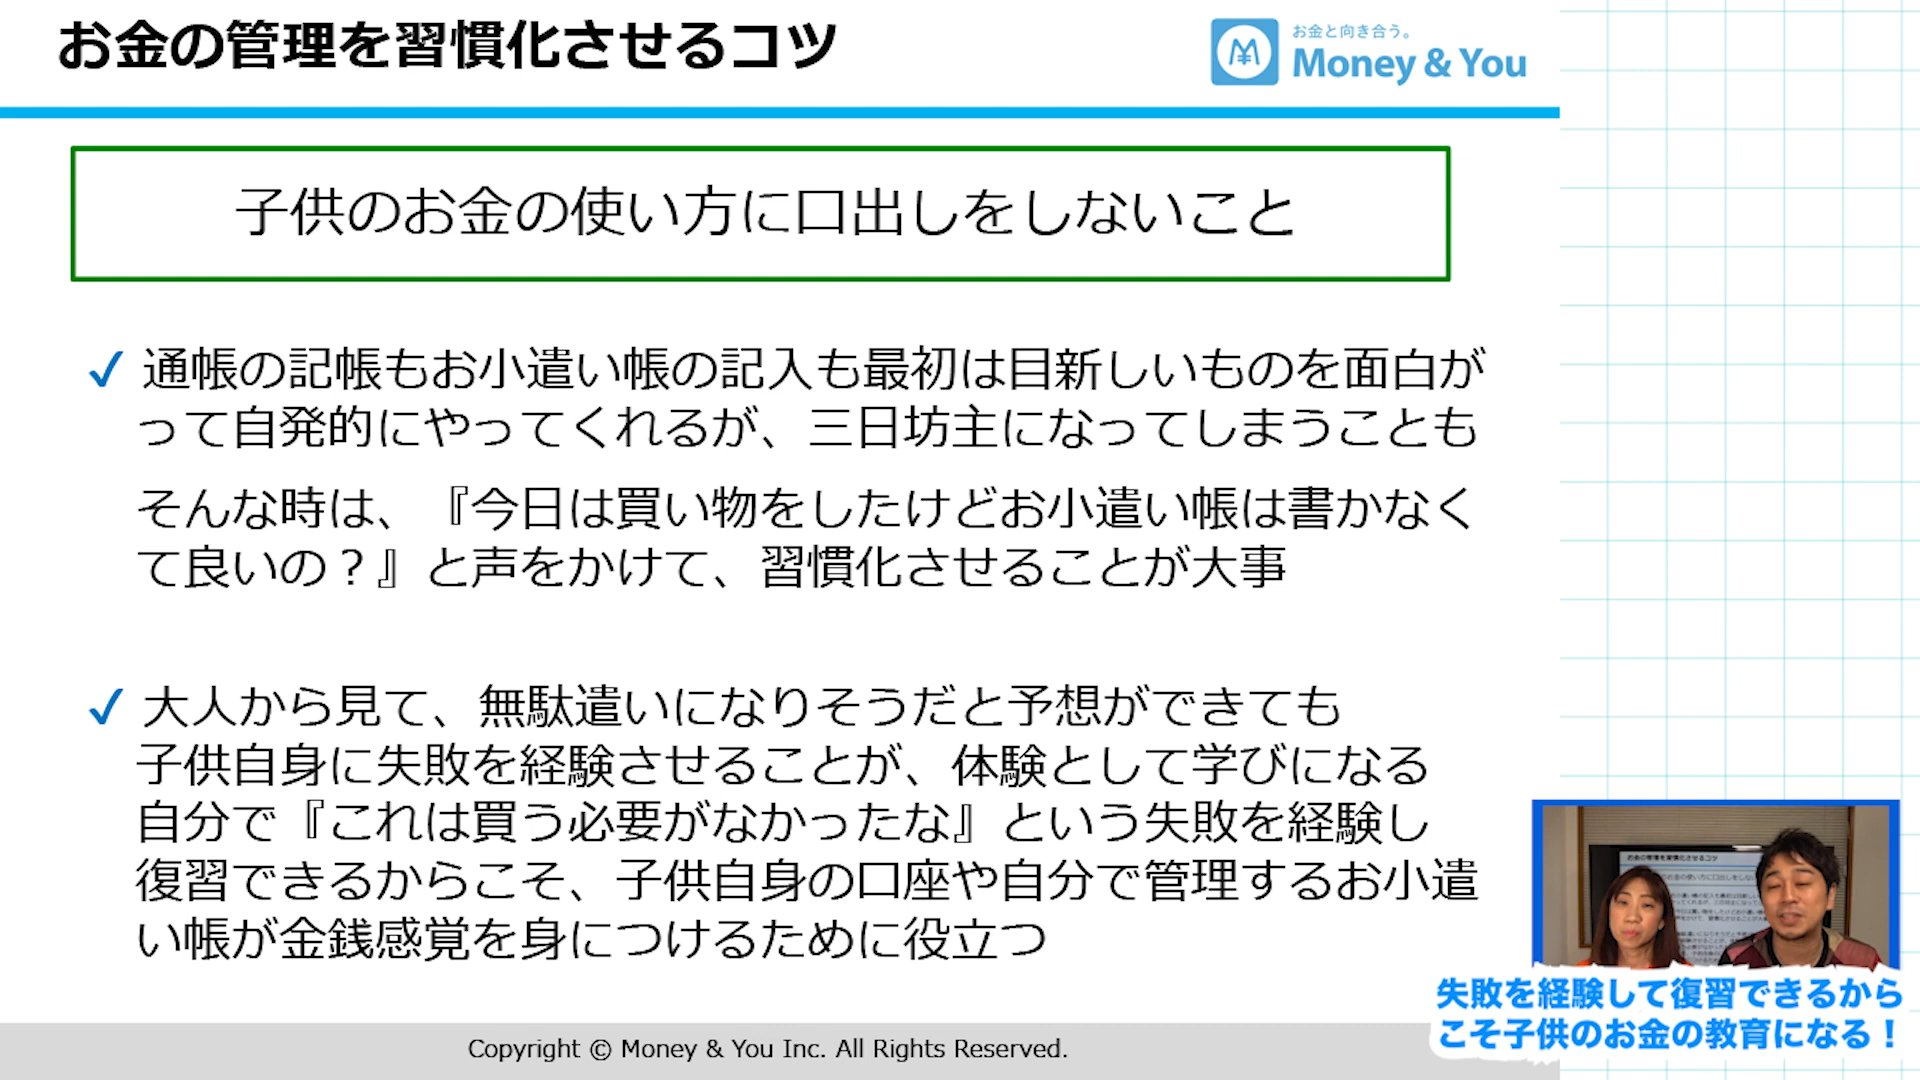 お金の管理を習慣化させるコツ
お金と向き合う。
Money & You
子供のお金の使い方に口出しをしないこと
✓ 通帳の記帳もお小遣い帳の記入も最初は目新しいものを面白が
って自発的にやってくれるが、三日坊主になってしまうことも
そんな時は、『今日は買い物をしたけどお小遣い帳は書かなく
て良いの？』と声をかけて、習慣化させることが大事
✓ 大人から見て、無駄遣いになりそうだと予想ができても
子供自身に失敗を経験させることが、体験として学びになる
自分で『これは買う必要がなかったな』という失敗を経験し
復習できるからこそ、子供自身の口座や自分で管理するお小遣
い帳が金銭感覚を身につけるために役立つ
お金の管理を習慣化させるコツ
失敗を経験して復習できるから
こそ子供のお金の教育になる！
Copyright © Money & You Inc. All Rights Reserved.